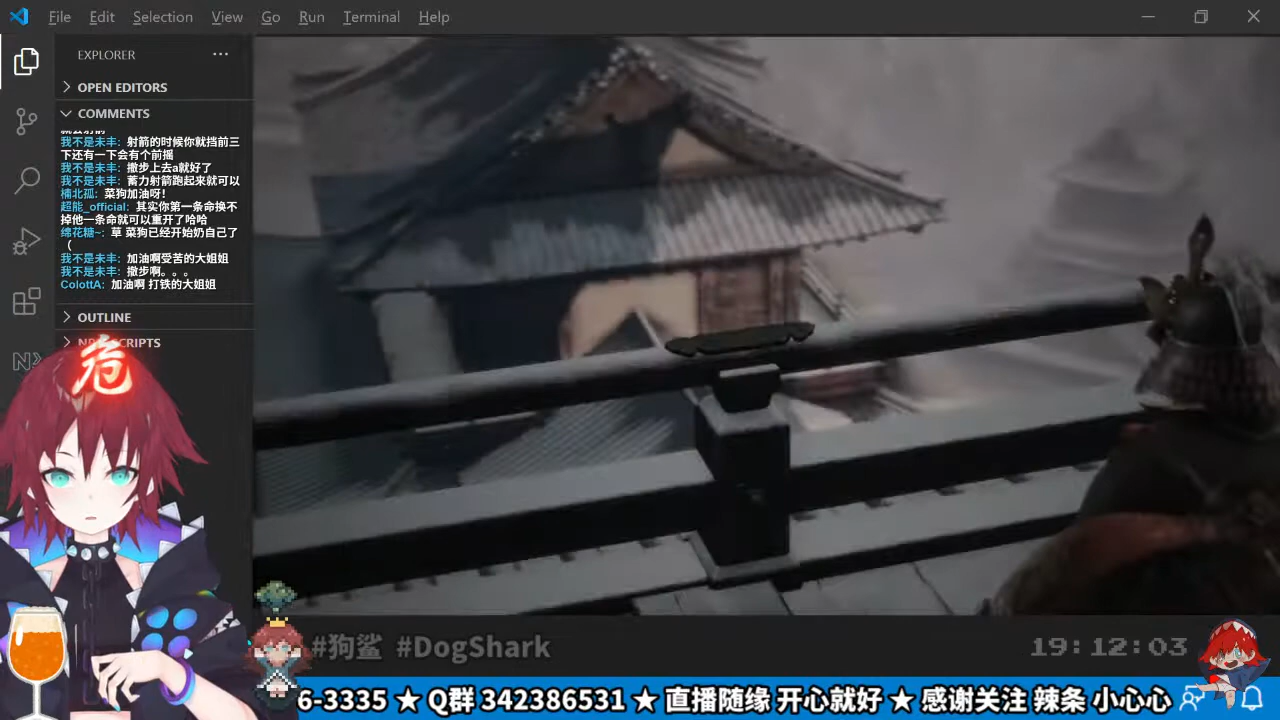 File Edit Selection View Go Run Terminal Help
EXPLORER
OPEN EDITORS
COMMENTS
我不是未丰: 射箭的时候你就挡前三
下还有一下会有个前摇
我不是未丰: 撤步上去a就好了
我不是未丰: 蓄力射箭跑起来就可以
楠北孤: 菜狗加油呀!
超能_official: 其实你第一条命换不
掉他一条命就可以重开了哈哈
绵花糖~: 草 菜狗已经开始奶自己了
(
我不是未丰: 加油啊受苦的大姐姐
我不是未丰: 撤步啊。。。
ColottA: 加油啊 打铁的大姐姐
OUTLINE
SCRIPTS
危
#狗鲨 #DogShark
19:12:03
6-3335 ★ Q群 342386531 ★ 直播随缘 开心就好 ★ 感谢关注 辣条 小心心